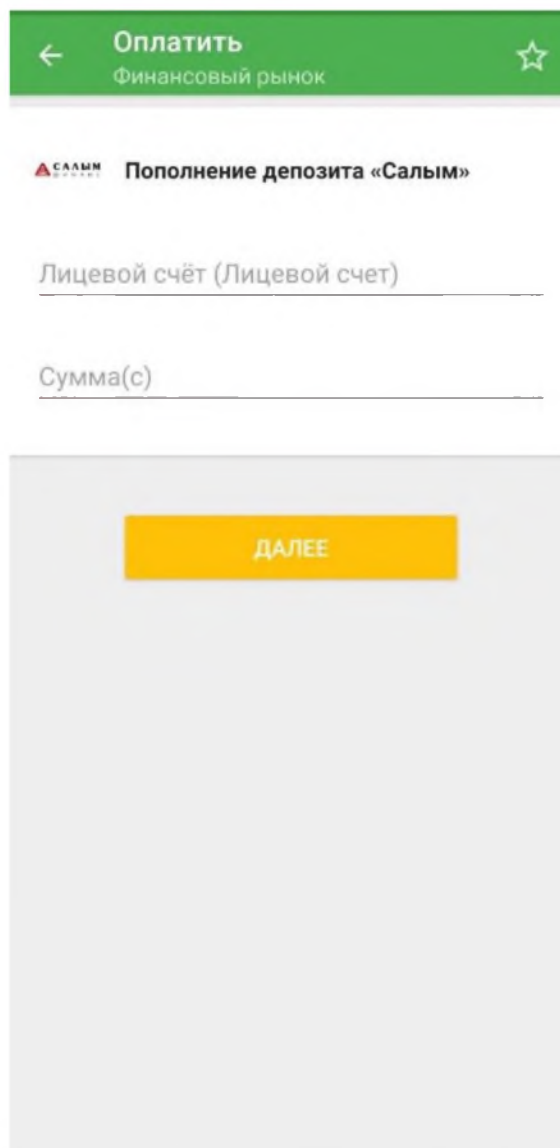 Оплатить
Финансовый рынок
САЛЫМ
Пополнение депозита «Салым»
Лицевой счёт (Лицевой счет)
Сумма(с)
ДАЛЕЕ